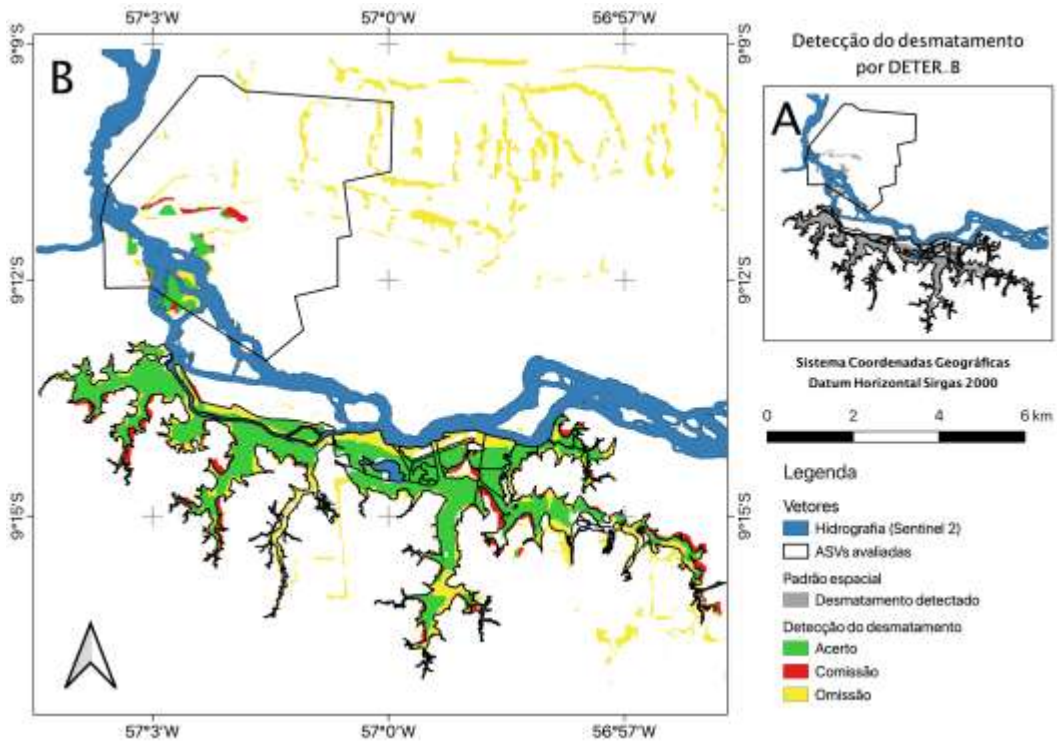 57°3'W
57°0'W
56°57'W
9°9'S
9°9'S
B
Detecção do desmatamento
por DETER_B
A
9°12'S
9°12'S
Sistema Coordenadas Geográficas
Datum Horizontal Sirgas 2000
0
2
4
6 km
Legenda
Vetores
Hidrografia (Sentinel 2)
ASVs avaliadas
Padrão espacial
Desmatamento detectado
Detecção do desmatamento
Acerto
Comissão
Omissão
9°15'S
9°15'S
57°3'W
57°0'W
56°57'W